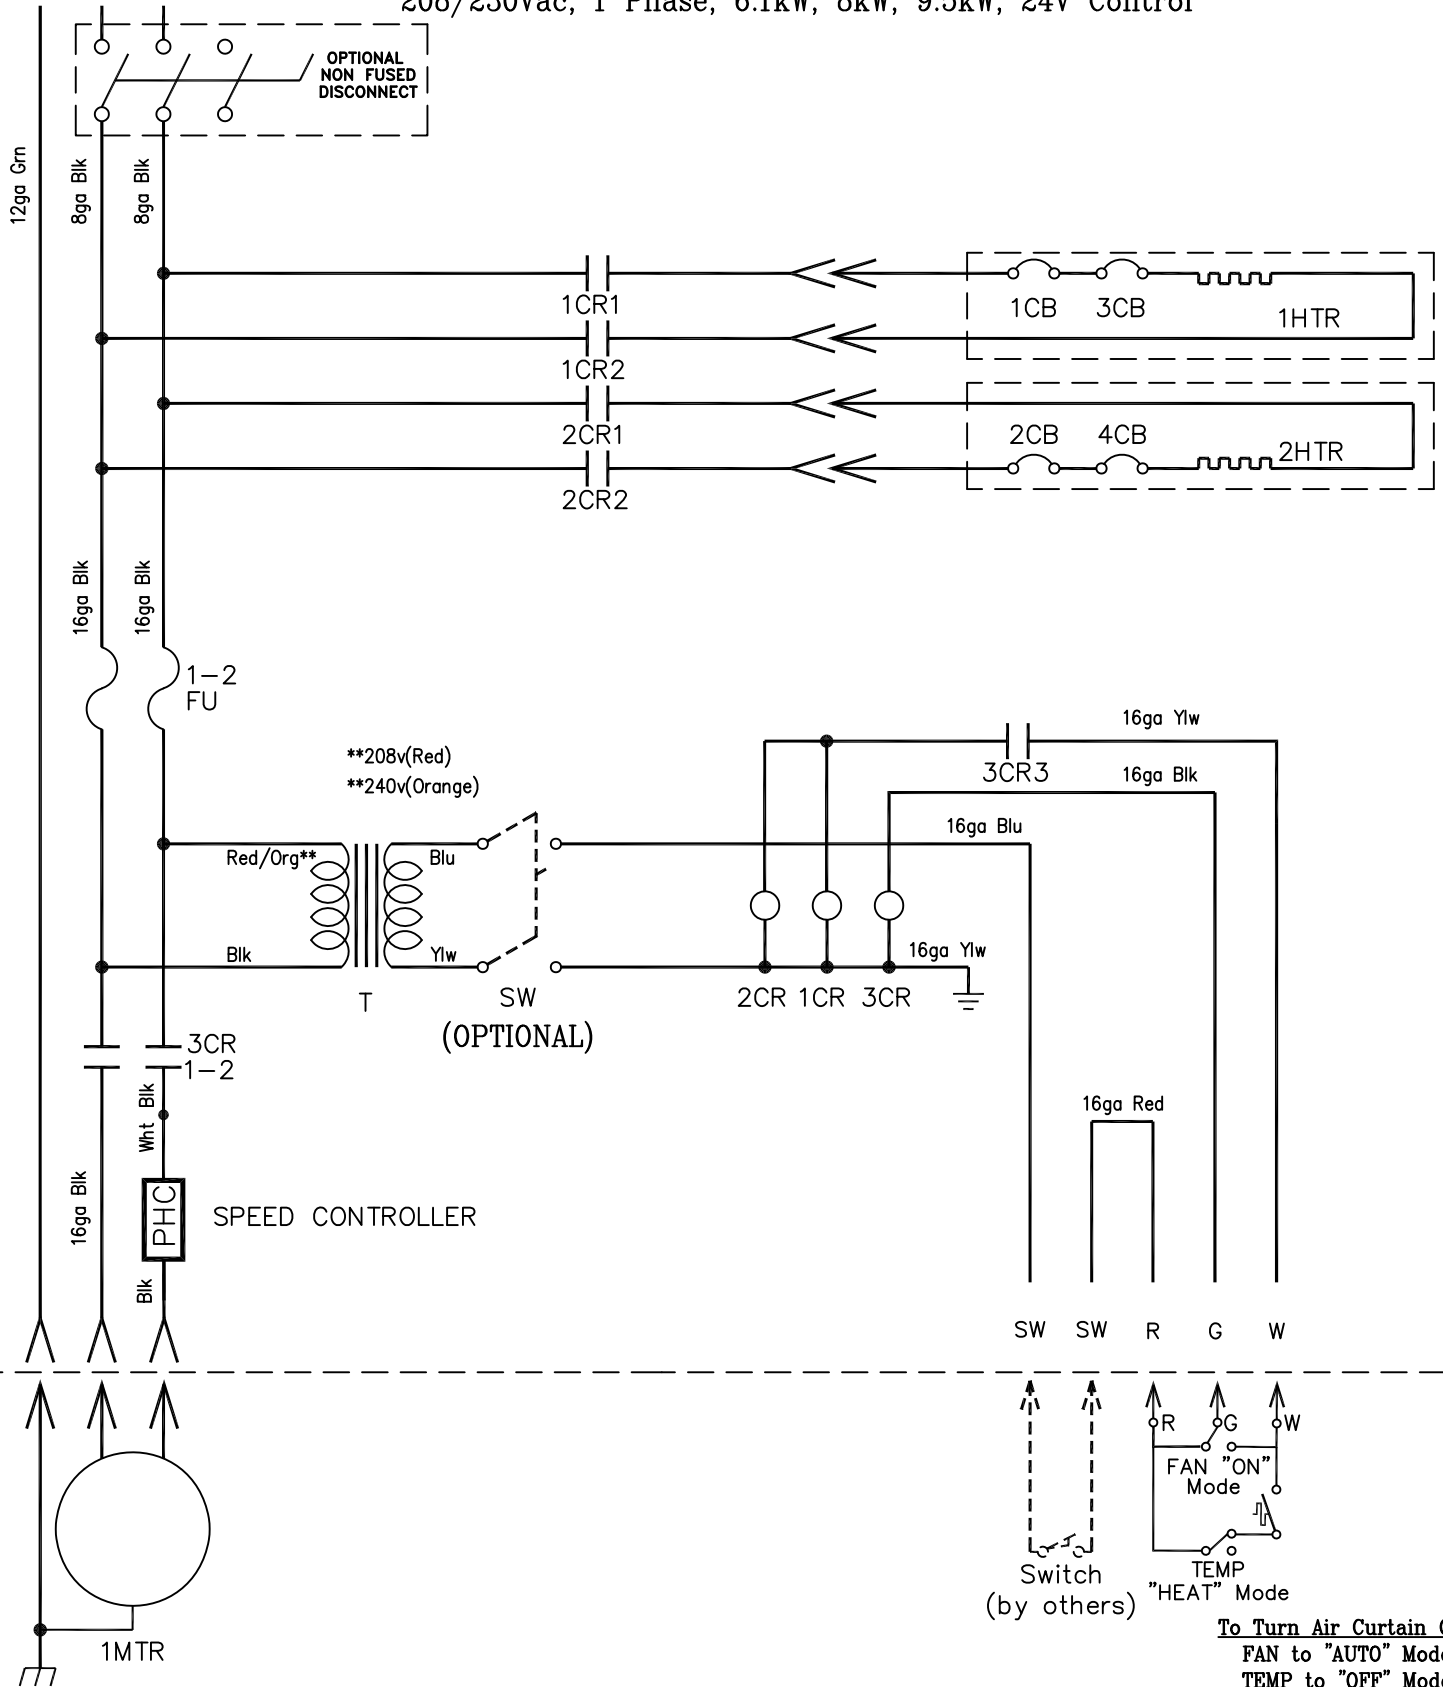 208/230Vac, 1 Phase, 6.1kW, 8kW, 9.5kW, 24V Control
OPTIONAL
NON FUSED
DISCONNECT
12ga Grn
8ga Blk
8ga Blk
1CR1
1CB
3CB
1HTR
1CR2
2CR1
2CB
4CB
2HTR
2CR2
16ga Blk
16ga Blk
1-2
FU
16ga Ylw
**208v(Red)
3CR3
16ga Blk
**240v(Orange)
16ga Blu
Red/Org**
Blu
Blk
Ylw
16ga Ylw
T
SW
2CR
1CR
3CR
(OPTIONAL)
3CR
1-2
Blk
Wht
16ga Red
16ga Blk
PHC
SPEED CONTROLLER
Blk
SW
SW
R
G
W
R
G
W
FAN "ON"
Mode
TEMP
"HEAT" Mode
Switch
(by others)
1MTR
To Turn Air Curtain
FAN to "AUTO" Mode
TEMP to "OFF" Mode